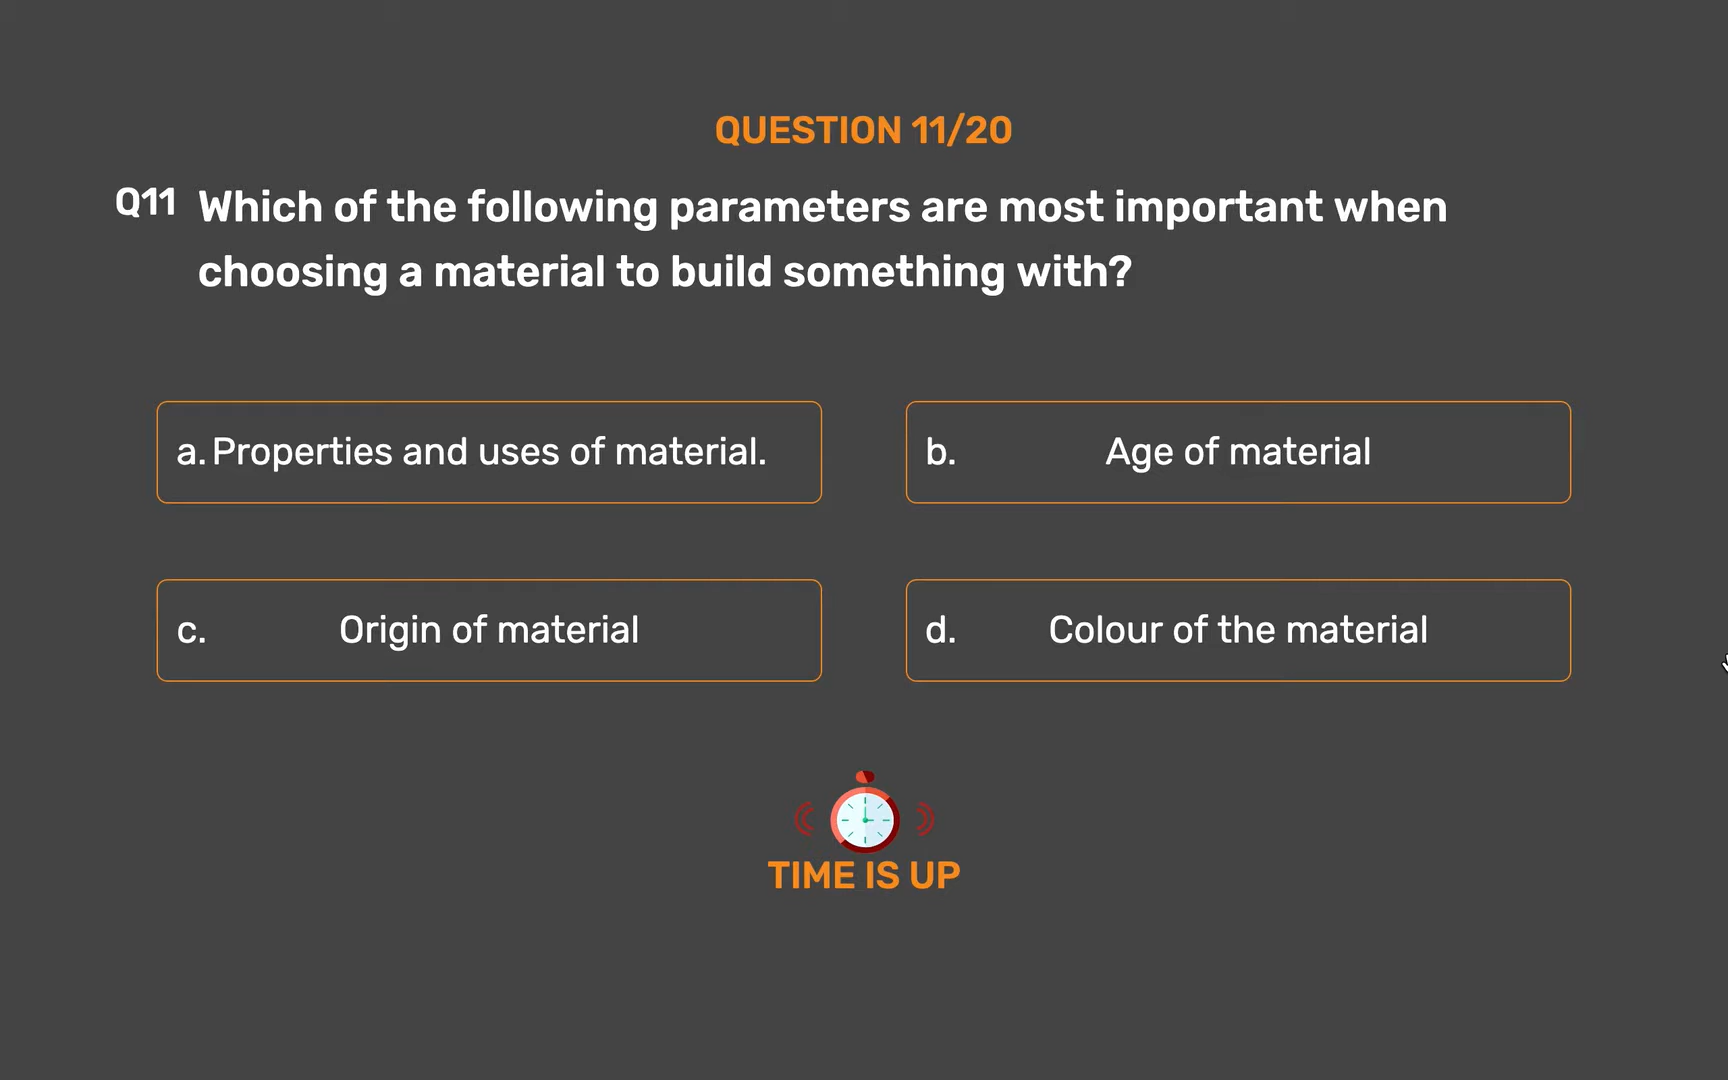 QUESTION 11/20
Q11 Which of the following parameters are most important when
choosing a material to build something with?
a. Properties and uses of material.
b. Age of material
c. Origin of material
d. Colour of the material
TIME IS UP